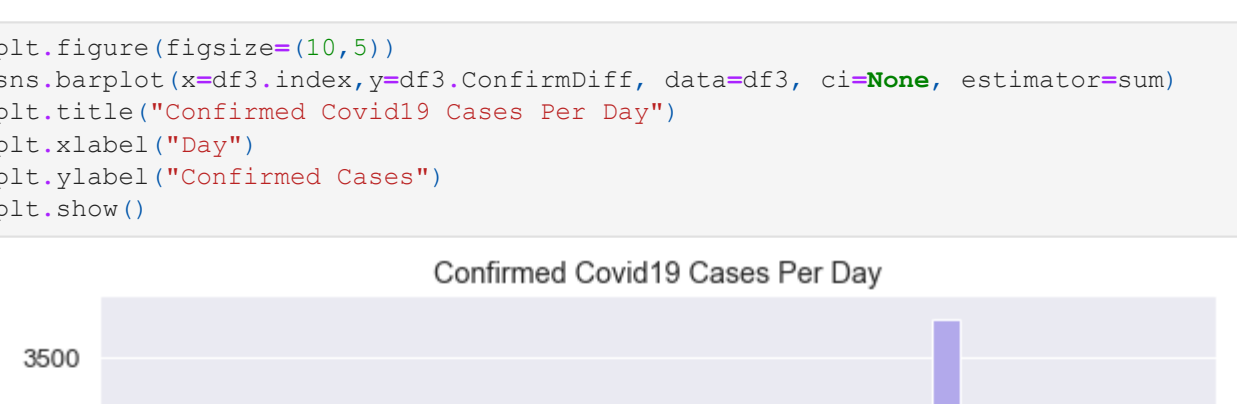 plt.figure(figsize=(10,5))
sns.barplot(x=df3.index,y=df3.ConfirmDiff, data=df3, ci=None, estimator=sum)
plt.title("Confirmed Covid19 Cases Per Day")
plt.xlabel("Day")
plt.ylabel("Confirmed Cases")
plt.show()
Confirmed Covid19 Cases Per Day
3500